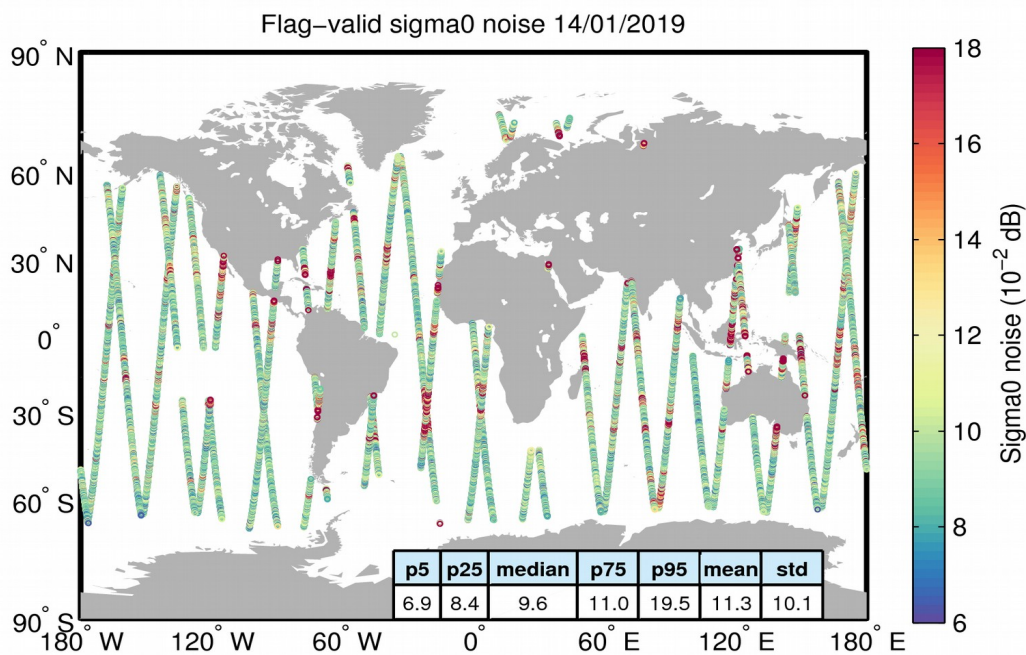 Flag−valid sigma0 noise 14/01/2019
90° N
60° N
30° N
0°
30° S
60° S
90° S
180° W
120° W
60° W
0°
60° E
120° E
180° E
p5 p25 median p75 p95 mean std
6.9 8.4 9.6 11.0 19.5 11.3 10.1
18
16
14
12
10
8
6
Sigma0 noise (10⁻² dB)